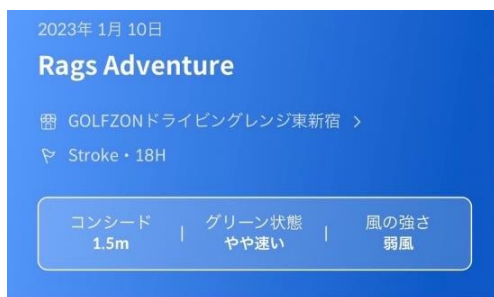 2023年 1月 10日
Rags Adventure
GOLFZONドライビングレンジ東新宿
Stroke・18H
コンシード | グリーン状態 | 風の強さ
1.5m やや速い 弱風